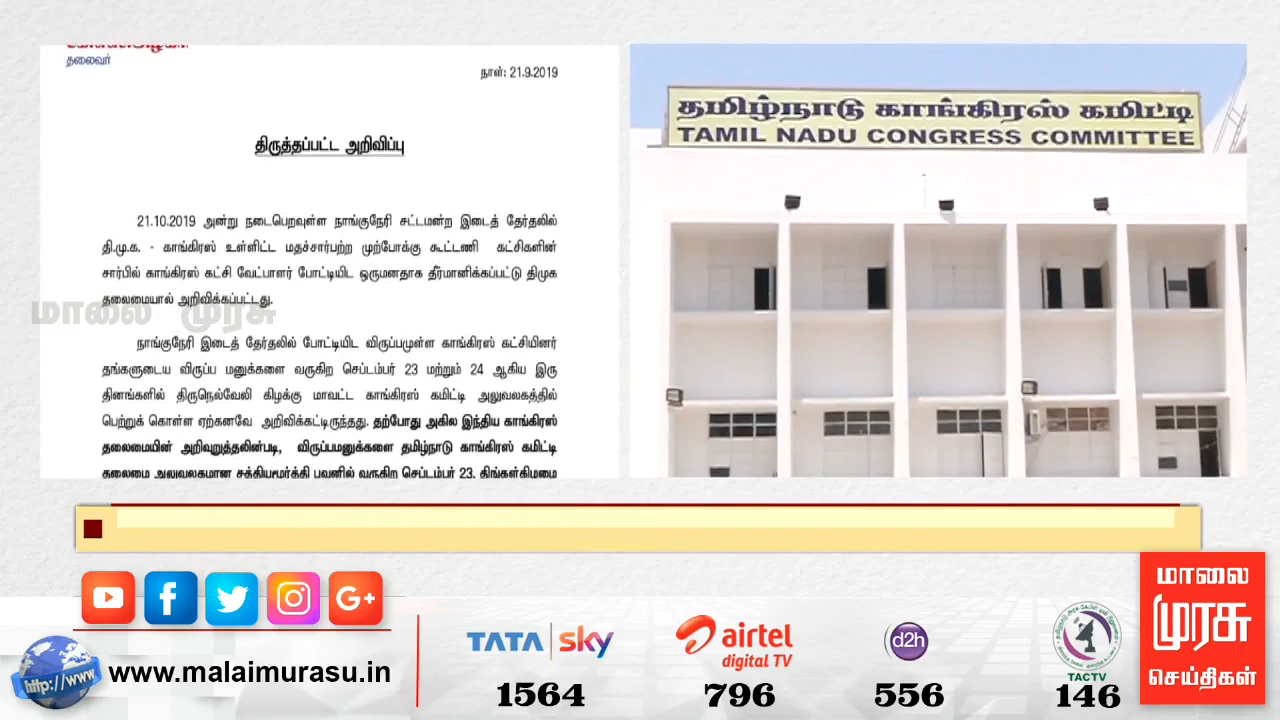 தலைவர்
நாள்: 21.9.2019
திருத்தப்பட்ட அறிவிப்பு
21.10.2019 அன்று நடைபெறவுள்ள நாங்குநேரி சட்டமன்ற இடைத் தேர்தலில்
தி.மு.க. - காங்கிரஸ் உள்ளிட்ட மதச்சார்பற்ற முற்போக்கு கூட்டணி கட்சிகளின்
சார்பில் காங்கிரஸ் கட்சி வேட்பாளர் போட்டியிட ஒருமனதாக தீர்மானிக்கப்பட்டு திமுக
தலைமையால் அறிவிக்கப்பட்டது.
மாலை முரசு
நாங்குநேரி இடைத் தேர்தலில் போட்டியிட விருப்பமுள்ள காங்கிரஸ் கட்சியினர்
தங்களுடைய விருப்ப மனுக்களை வருகிற செப்டம்பர் 23 மற்றும் 24 ஆகிய இரு
தினங்களில் திருநெல்வேலி கிழக்கு மாவட்ட காங்கிரஸ் கமிட்டி அலுவலகத்தில்
பெற்றுக் கொள்ள ஏற்கனவே அறிவிக்கட்டிருந்தது. தற்போது அகில இந்திய காங்கிரஸ்
தலைமையின் அறிவுறுத்தலின்படி, விருப்பமனுக்களை தமிழ்நாடு காங்கிரஸ் கமிட்டி
தலைமை அலுவலகமான சத்தியமூர்த்தி பவனில் வருகிற செப்டம்பர் 23, திங்கள்கிழமை
தமிழ்நாடு காங்கிரஸ் கமிட்டி
TAMIL NADU CONGRESS COMMITTEE
G+
http://www
www.malaimurasu.in
TATA sky
1564
airtel
digital TV
796
d2h
556
TACTV
146
மாலை
முரசு
செய்திகள்